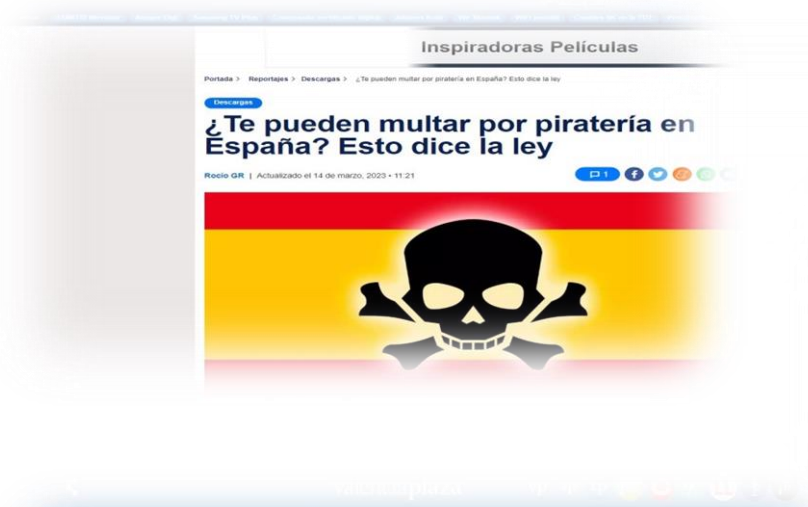 Inspiradoras Películas
Portada > Reportajes > Descargas > ¿Te pueden multar por piratería en España? Esto dice la ley
Descargas
¿Te pueden multar por piratería en
España? Esto dice la ley
Rocio GR | Actualizado el 14 de marzo, 2023 • 11:21
1